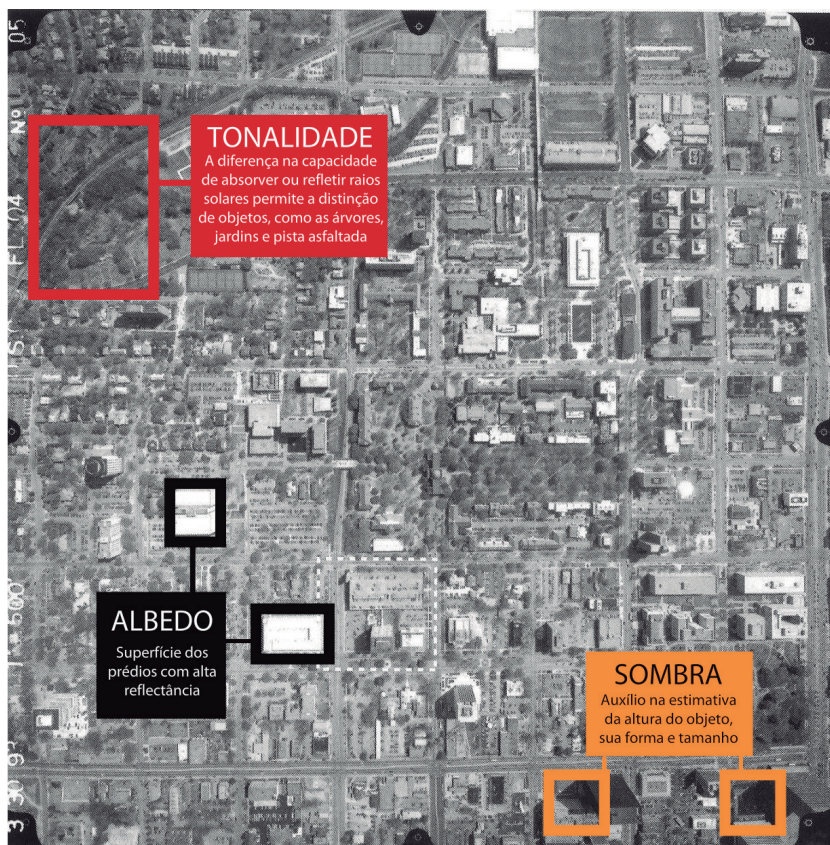 Nº 05
TONALIDADE
A diferença na capacidade
de absorver ou refletir raios
solares permite a distinção
de objetos, como as árvores,
jardins e pista asfaltada
ALBEDO
Superfície dos
prédios com alta
reflectância
SOMBRA
Auxílio na estimativa
da altura do objeto,
sua forma e tamanho